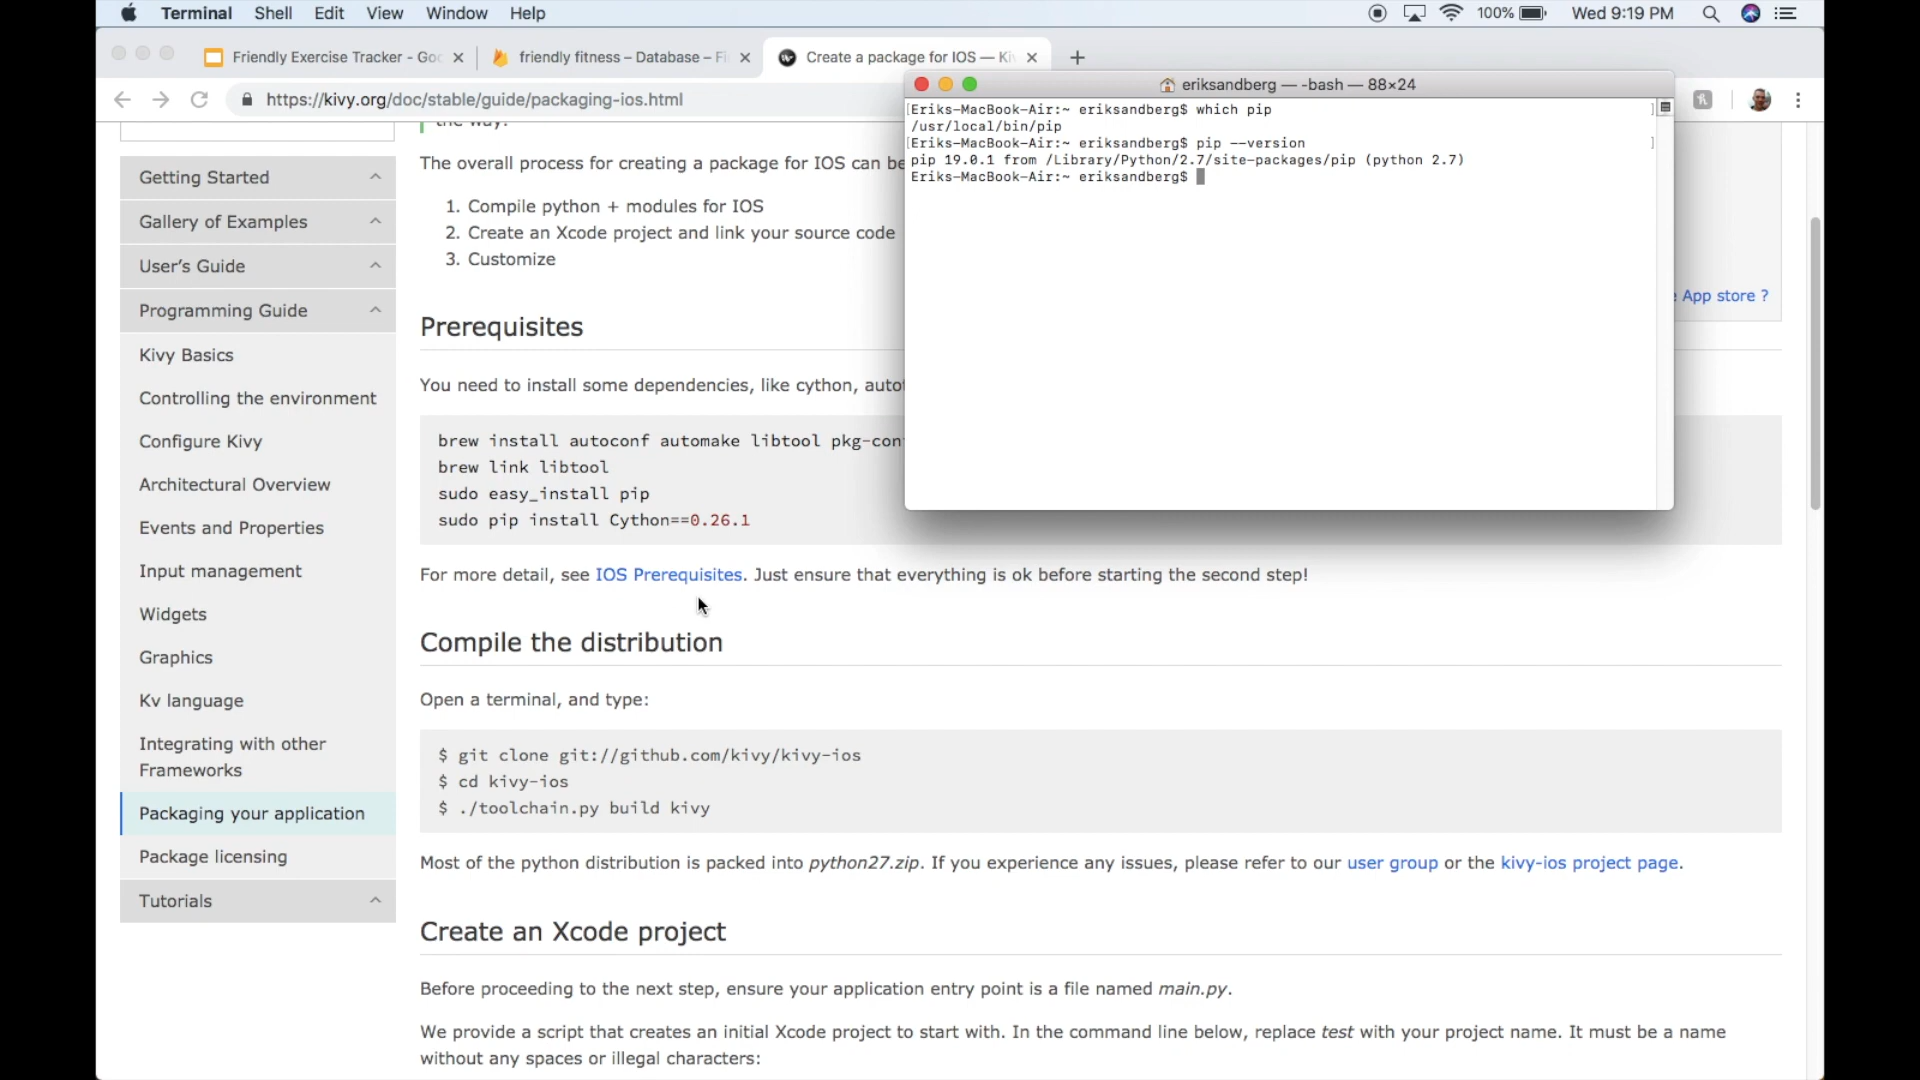 Terminal Shell Edit View Window Help 100% Wed 9:19 PM
Friendly Exercise Tracker - Goo
friendly fitness – Database – Fi
Create a package for IOS — Ki
https://kivy.org/doc/stable/guide/packaging-ios.html
eriksandberg — -bash — 88×24
Eriks-MacBook-Air:~ eriksandberg$ which pip
/usr/local/bin/pip
Eriks-MacBook-Air:~ eriksandberg$ pip --version
pip 19.0.1 from /Library/Python/2.7/site-packages/pip (python 2.7)
Eriks-MacBook-Air:~ eriksandberg$
Getting Started
Gallery of Examples
User's Guide
Programming Guide
Kivy Basics
Controlling the environment
Configure Kivy
Architectural Overview
Events and Properties
Input management
Widgets
Graphics
Kv language
Integrating with other
Frameworks
Packaging your application
Package licensing
Tutorials
the way!
The overall process for creating a package for IOS can be
1. Compile python + modules for IOS
2. Create an Xcode project and link your source code
3. Customize
App store ?
Prerequisites
You need to install some dependencies, like cython, auto
brew install autoconf automake libtool pkg-con
brew link libtool
sudo easy_install pip
sudo pip install Cython==0.26.1
For more detail, see IOS Prerequisites. Just ensure that everything is ok before starting the second step!
Compile the distribution
Open a terminal, and type:
$ git clone git://github.com/kivy/kivy-ios
$ cd kivy-ios
$ ./toolchain.py build kivy
Most of the python distribution is packed into python27.zip. If you experience any issues, please refer to our user group or the kivy-ios project page.
Create an Xcode project
Before proceeding to the next step, ensure your application entry point is a file named main.py.
We provide a script that creates an initial Xcode project to start with. In the command line below, replace test with your project name. It must be a name
without any spaces or illegal characters: